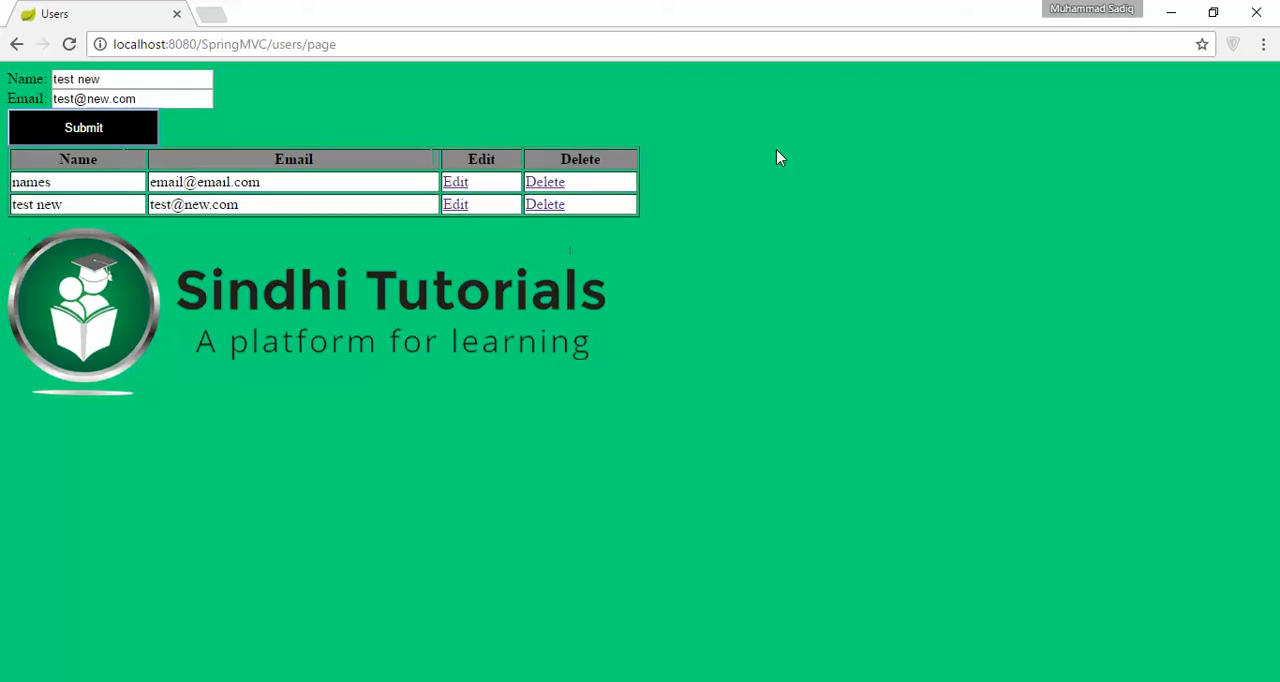 Users
Muhammad Sadiq
localhost:8080/SpringMVC/users/page
Name: test new
Email: test@new.com
Submit
Name Email Edit Delete
names email@email.com Edit Delete
test new test@new.com Edit Delete
Sindhi Tutorials
A platform for learning